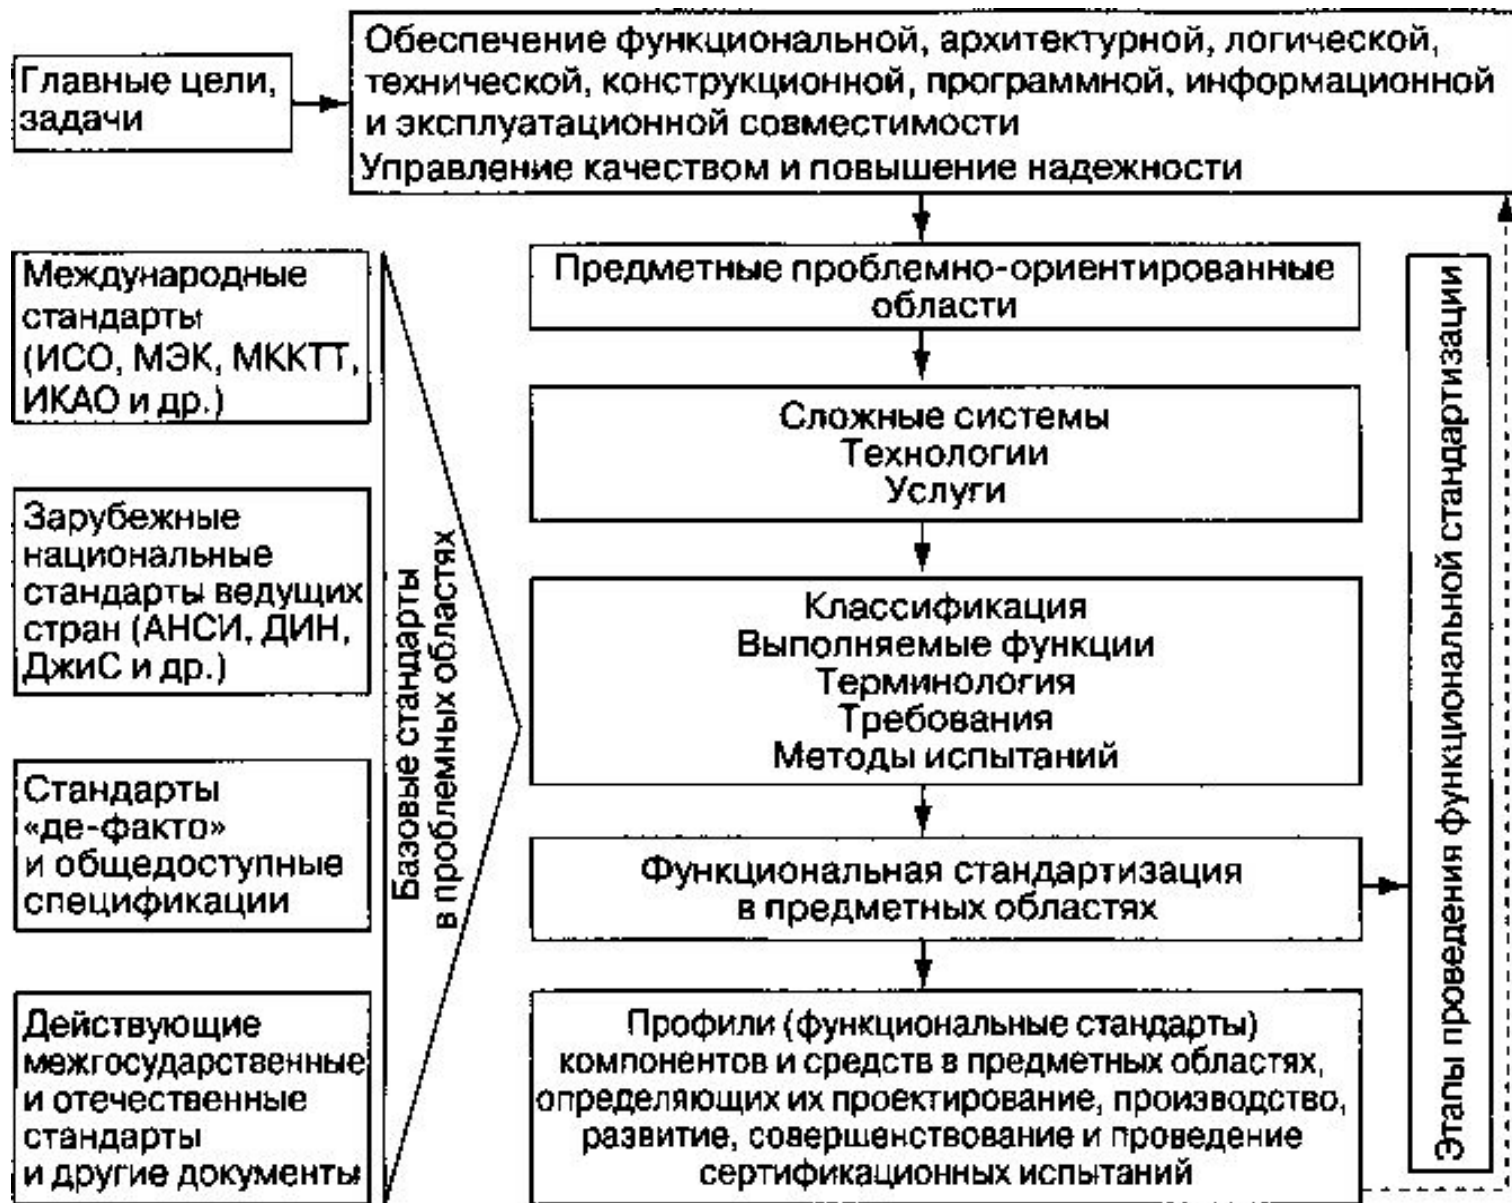 Главные цели,
задачи
Обеспечение функциональной, архитектурной, логической,
технической, конструкционной, программной, информационной
и эксплуатационной совместимости
Управление качеством и повышение надежности
Международные
стандарты
(ИСО, МЭК, МККТТ,
ИКАО и др.)
Зарубежные
национальные
стандарты ведущих
стран (АНСИ, ДИН,
ДжиС и др.)
Стандарты
«де-факто»
и общедоступные
спецификации
Действующие
межгосударственные
и отечественные
стандарты
и другие документы
Базовые стандарты
в проблемных областях
Предметные проблемно-ориентированные
области
Сложные системы
Технологии
Услуги
Классификация
Выполняемые функции
Терминология
Требования
Методы испытаний
Функциональная стандартизация
в предметных областях
Профили (функциональные стандарты)
компонентов и средств в предметных областях,
определяющих их проектирование, производство,
развитие, совершенствование и проведение
сертификационных испытаний
Этапы проведения функциональной стандартизации